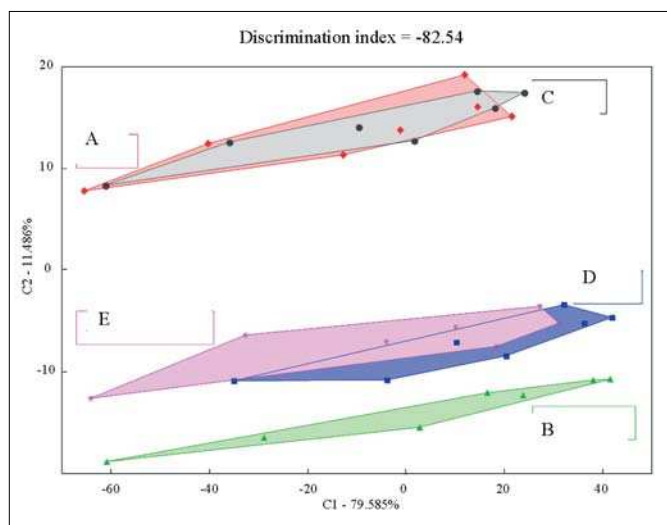 Discrimination index = -82.54
20
C
A
10
C2 - 11.486%
0
D
E
-10
B
-60
-40
-20
0
20
40
C1 - 79.585%